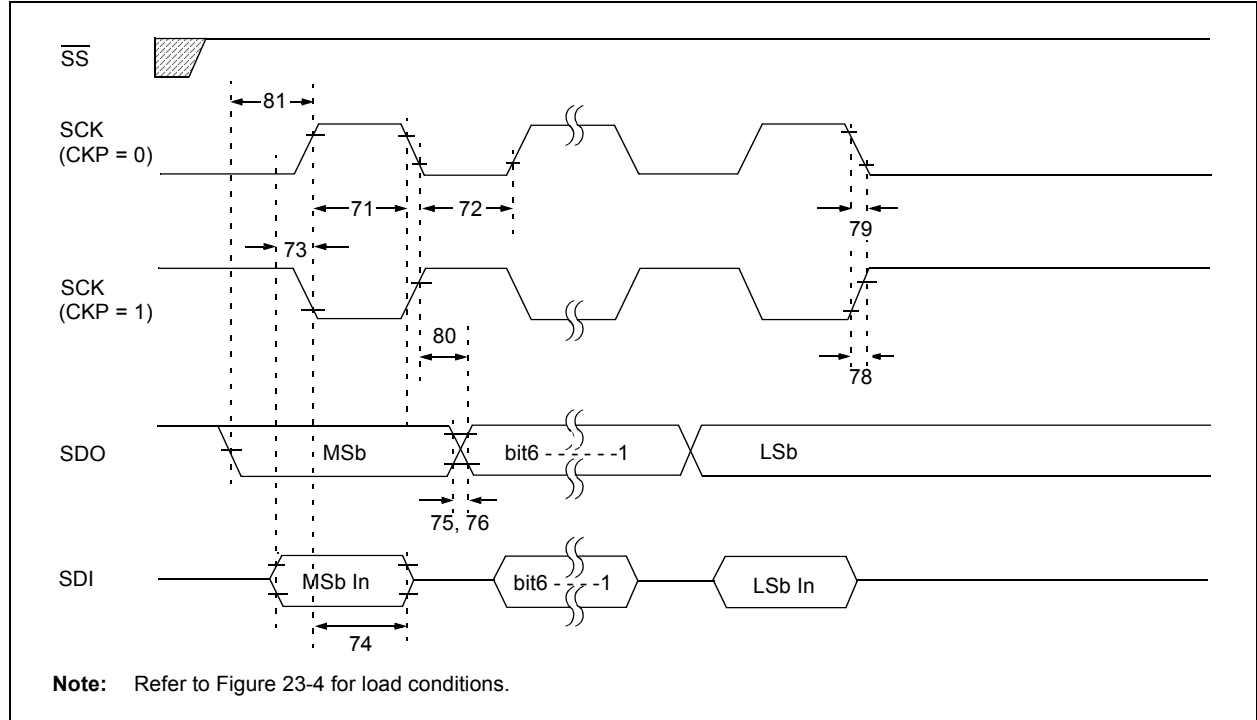 SS
81
SCK
(CKP = 0)
71
72
79
73
SCK
(CKP = 1)
80
78
SDO
MSb
bit6 - - - - - -1
LSb
75, 76
SDI
MSb In
bit6 - - - -1
LSb In
74
Note: Refer to Figure 23-4 for load conditions.